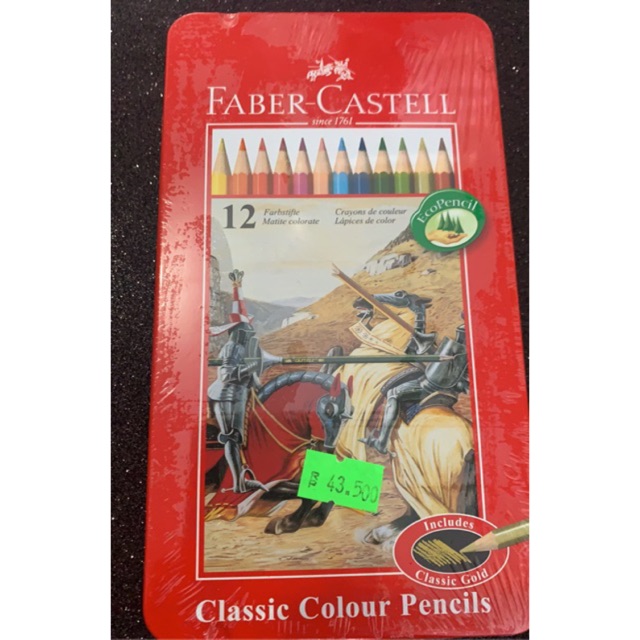 FABER-CASTELL
since 1761
12
Farbstifte
Matite colorate
Crayons de couleur
Lápices de color
EcoPencil
₿ 43.500
Includes
Classic Gold
Classic Colour Pencils